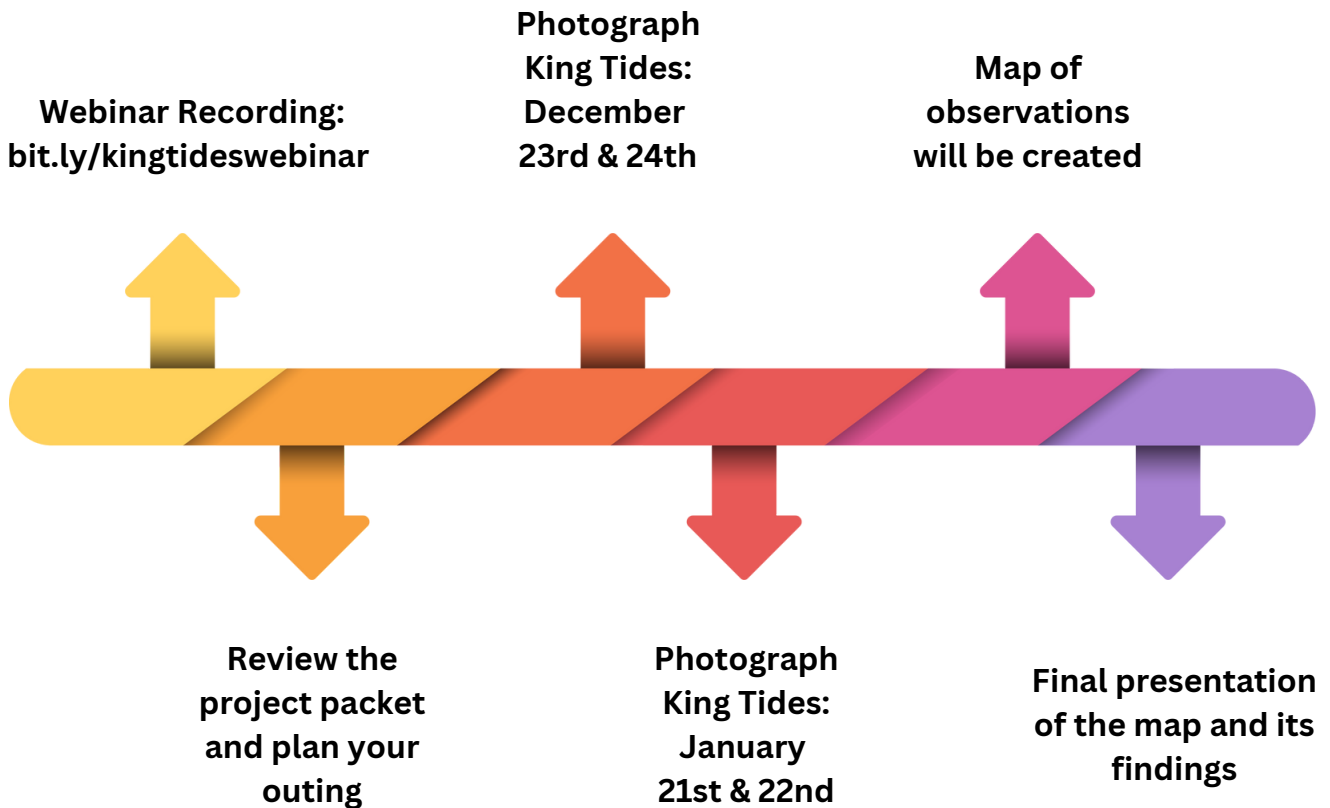 Webinar Recording:
bit.ly/kingtideswebinar
Review the
project packet
and plan your
outing
Photograph
King Tides:
December
23rd & 24th
Photograph
King Tides:
January
21st & 22nd
Map of
observations
will be created
Final presentation
of the map and its
findings